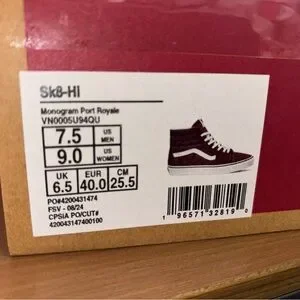 Sk8-Hi
Monogram Port Royale
VN0005U94QU
7.5 US MEN
9.0 US WOMEN
UK EUR CM
6.5 40.0 25.5
PO#4200431474
FSV - 08/24
CPSIA PO/CUT#
420043147400100
1 96571 32819 0